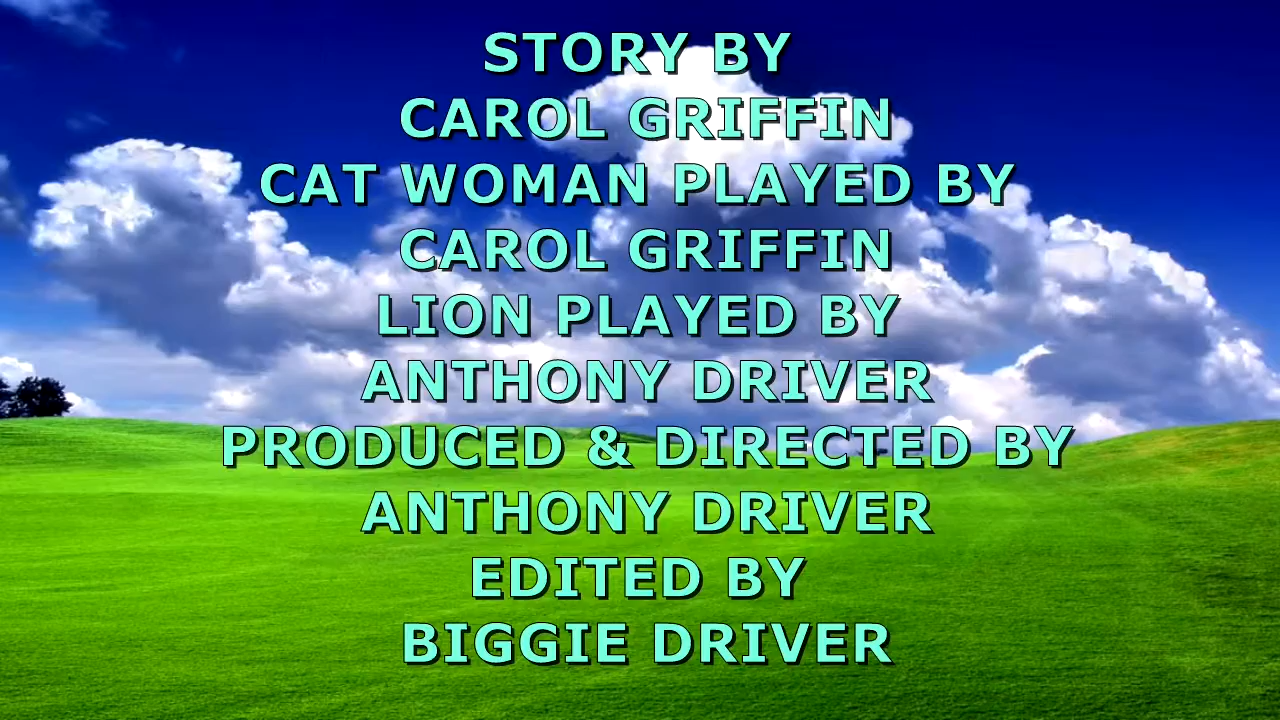 STORY BY
CAROL GRIFFIN
CAT WOMAN PLAYED BY
CAROL GRIFFIN
LION PLAYED BY
ANTHONY DRIVER
PRODUCED & DIRECTED BY
ANTHONY DRIVER
EDITED BY
BIGGIE DRIVER